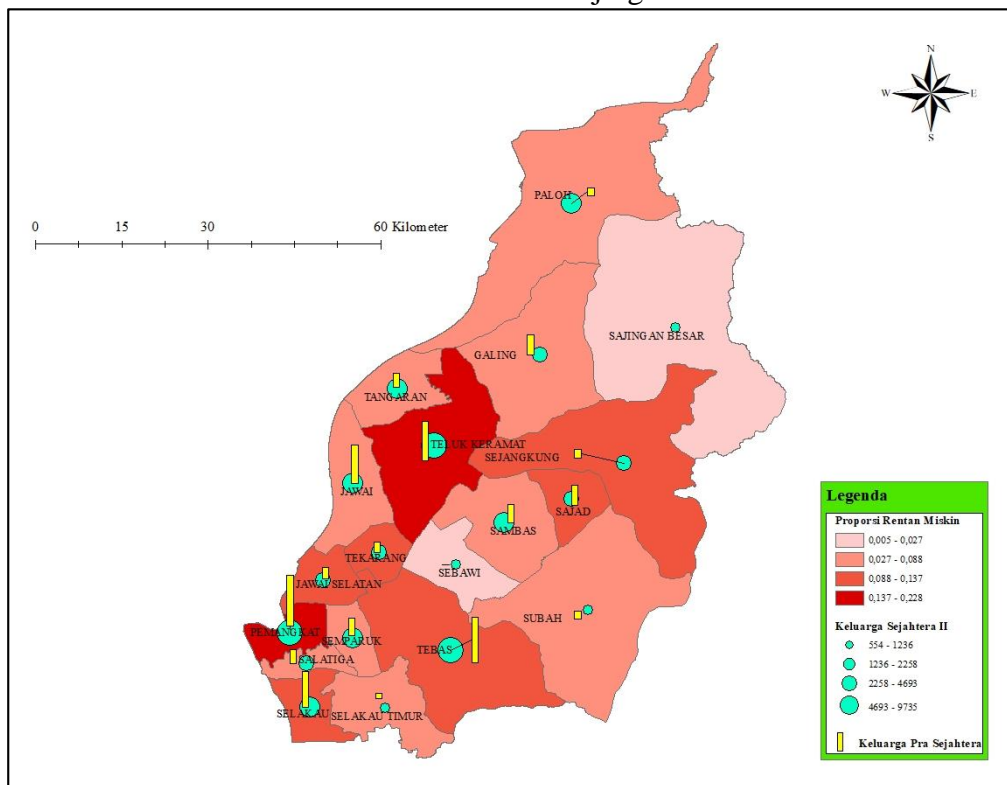 N
W E
S
PALOH
0 15 30 60 Kilometer
SAJINGAN BESAR
GALING
TANGARAN
TELUK KERAMAT
SEJANGKUNG
JAWAI
SAJAD
SAMBAS
TEKARANG
SEBAWI
JAWAI SELATAN
SUBAH
PEMANGKAT
SEMPARUK
TEBAS
SALATIGA
SELAKAU
SELAKAU TIMUR
Legenda
Proporsi Rentan Miskin
0,005 - 0,027
0,027 - 0,088
0,088 - 0,137
0,137 - 0,228
Keluarga Sejahtera II
554 - 1236
1236 - 2258
2258 - 4693
4693 - 9735
Keluarga Pra Sejahtera